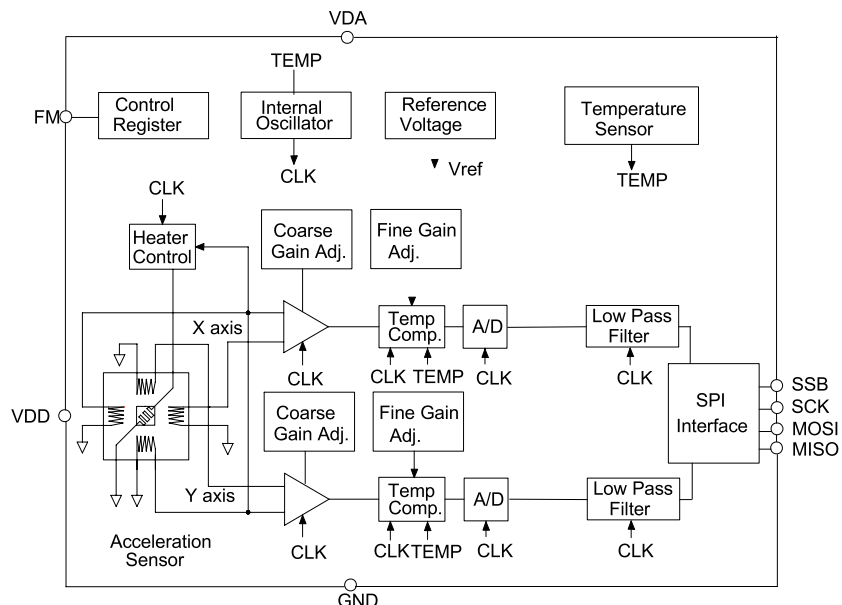 VDA
TEMP
FM
Control
Register
Internal
Oscillator
Reference
Voltage
Temperature
Sensor
CLK
Vref
TEMP
CLK
Heater
Control
Coarse
Gain Adj.
Fine Gain
Adj.
X axis
Temp
Comp.
A/D
Low Pass
Filter
CLK
CLK
TEMP
CLK
CLK
VDD
Coarse
Gain Adj.
Fine Gain
Adj.
SPI
Interface
SSB
SCK
MOSI
MISO
Y axis
Temp
Comp.
A/D
Low Pass
Filter
Acceleration
Sensor
CLK
CLK
TEMP
CLK
CLK
GND